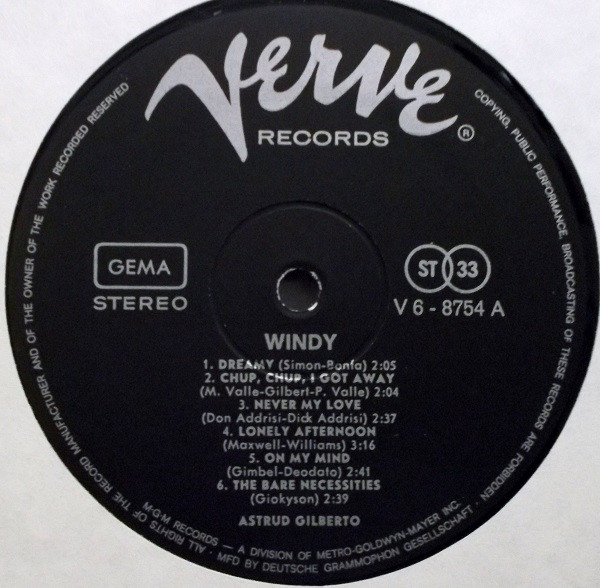 Verve
RECORDS ®
GEMA
STEREO
ST 33
V 6 - 8754 A
WINDY
1. DREAMY (Simon-Banfa) 2:05
2. CHUP, CHUP, I GOT AWAY
(M. Valle-Gilbert-P. Valle) 2:04
3. NEVER MY LOVE
(Don Addrisi-Dick Addrisi) 2:37
4. LONELY AFTERNOON
(Maxwell-Williams) 3:16
5. ON MY MIND
(Gimbel-Deodato) 2:41
6. THE BARE NECESSITIES
(Giokyson) 2:39
ASTRUD GILBERTO
M·G·M RECORDS — A DIVISION OF METRO-GOLDWYN-MAYER INC.
· ALL RIGHTS OF THE RECORD MANUFACTURER AND OF THE OWNER OF THE WORK RECORDED RESERVED
COPYING, PUBLIC PERFORMANCE, BROADCASTING OF THESE RECORDS ARE FORBIDDEN
· MFD BY DEUTSCHE GRAMMOPHON GESELLSCHAFT ·